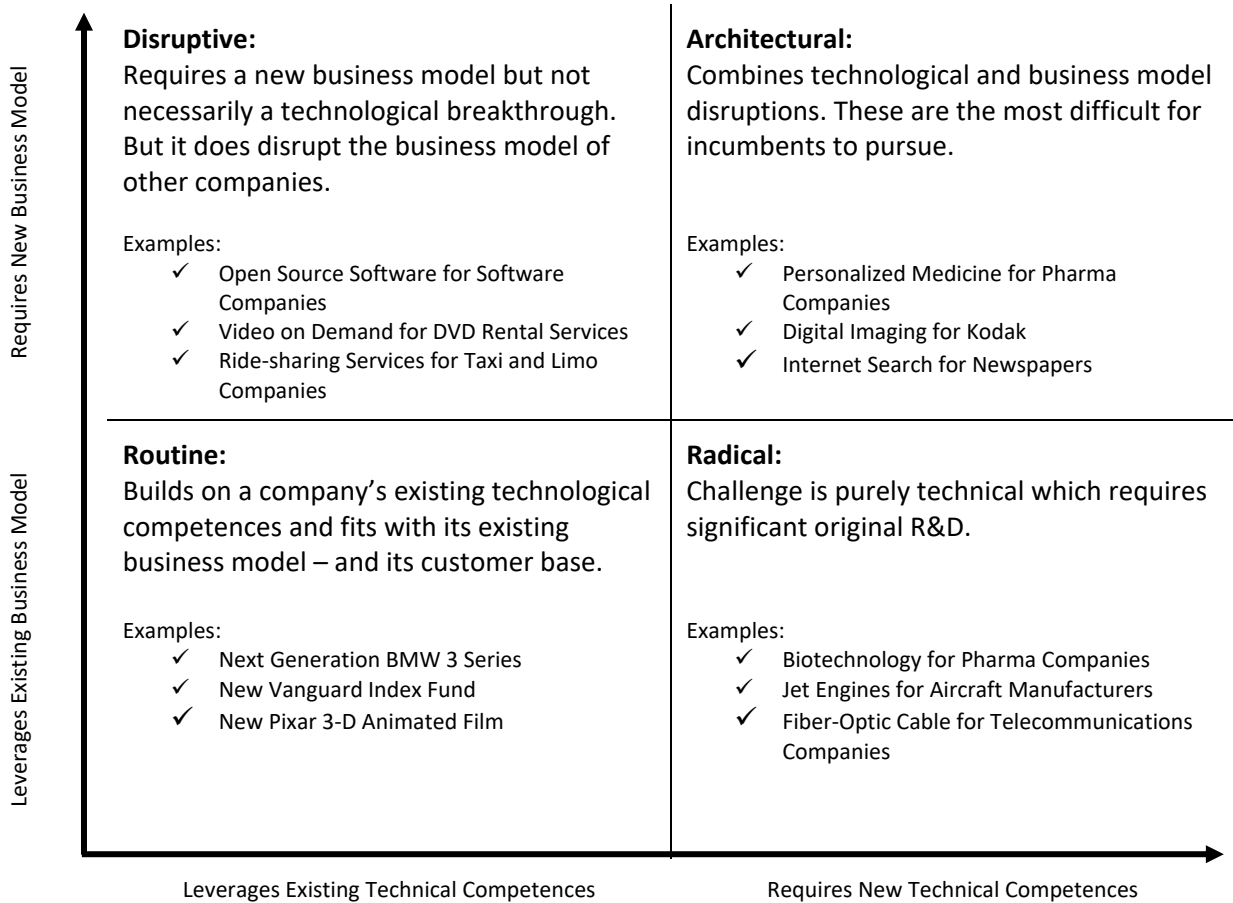 Requires New Business Model
Disruptive:
Requires a new business model but not
necessarily a technological breakthrough.
But it does disrupt the business model of
other companies.
Examples:
✓ Open Source Software for Software
Companies
✓ Video on Demand for DVD Rental Services
✓ Ride-sharing Services for Taxi and Limo
Companies
Architectural:
Combines technological and business model
disruptions. These are the most difficult for
incumbents to pursue.
Examples:
✓ Personalized Medicine for Pharma
Companies
✓ Digital Imaging for Kodak
✓ Internet Search for Newspapers
Leverages Existing Business Model
Routine:
Builds on a company’s existing technological
competences and fits with its existing
business model – and its customer base.
Examples:
✓ Next Generation BMW 3 Series
✓ New Vanguard Index Fund
✓ New Pixar 3-D Animated Film
Radical:
Challenge is purely technical which requires
significant original R&D.
Examples:
✓ Biotechnology for Pharma Companies
✓ Jet Engines for Aircraft Manufacturers
✓ Fiber-Optic Cable for Telecommunications
Companies
Leverages Existing Technical Competences
Requires New Technical Competences